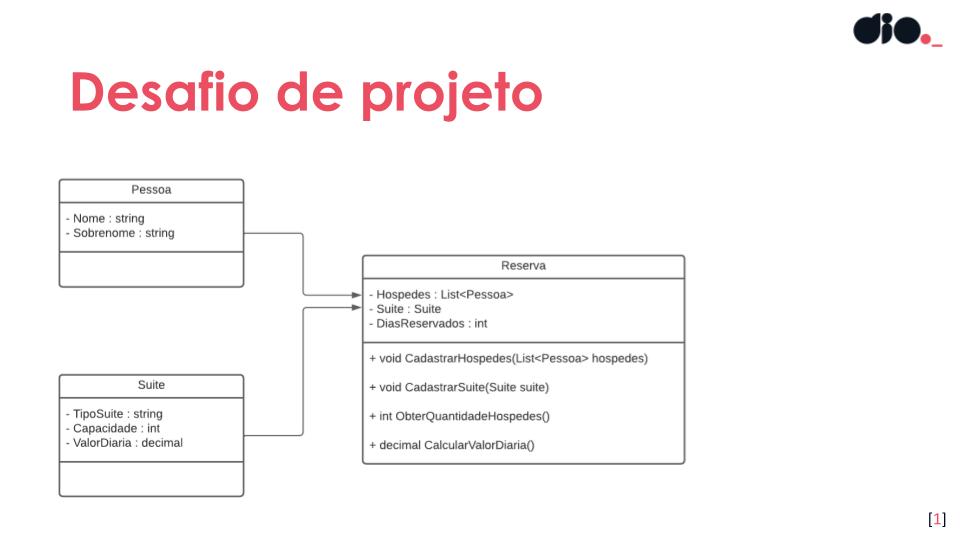 dio._
Desafio de projeto
Pessoa
- Nome : string
- Sobrenome : string
Reserva
- Hospedes : List<Pessoa>
- Suite : Suite
- DiasReservados : int
+ void CadastrarHospedes(List<Pessoa> hospedes)
+ void CadastrarSuite(Suite suite)
+ int ObterQuantidadeHospedes()
+ decimal CalcularValorDiaria()
Suite
- TipoSuite : string
- Capacidade : int
- ValorDiaria : decimal
[1]